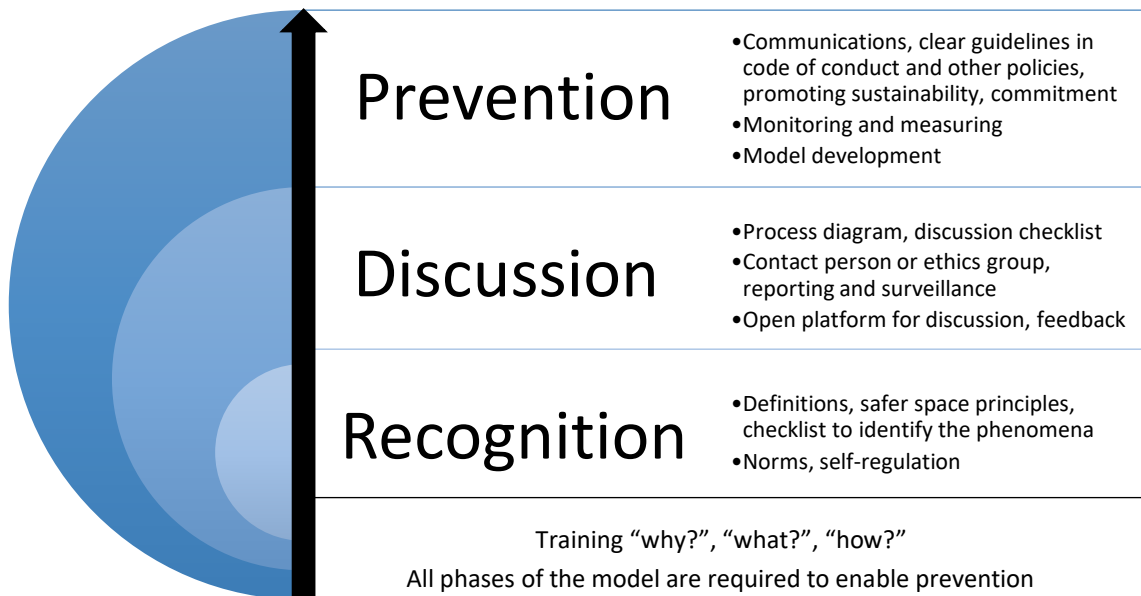 Prevention
•Communications, clear guidelines in
code of conduct and other policies,
promoting sustainability, commitment
•Monitoring and measuring
•Model development
Discussion
•Process diagram, discussion checklist
•Contact person or ethics group,
reporting and surveillance
•Open platform for discussion, feedback
Recognition
•Definitions, safer space principles,
checklist to identify the phenomena
•Norms, self-regulation
Training “why?”, “what?”, “how?”
All phases of the model are required to enable prevention